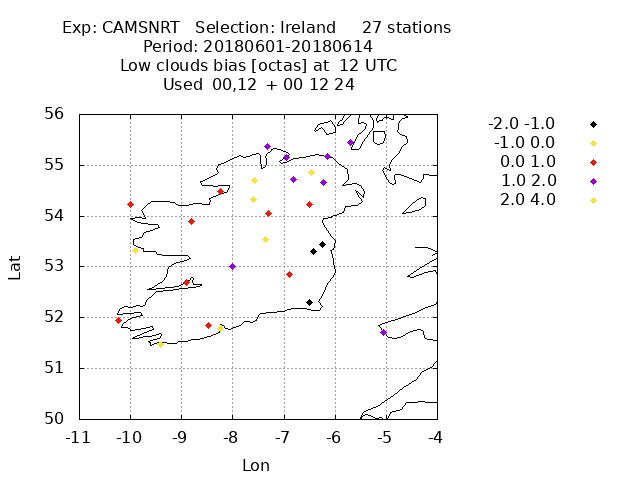 Exp: CAMSNRT   Selection: Ireland     27 stations
Period: 20180601-20180614
Low clouds bias [octas] at  12 UTC
Used  00,12  + 00 12 24
-2.0 -1.0
-1.0 0.0
0.0 1.0
1.0 2.0
2.0 4.0
56
55
54
53
52
51
50
Lat
-11 -10 -9 -8 -7 -6 -5 -4
Lon